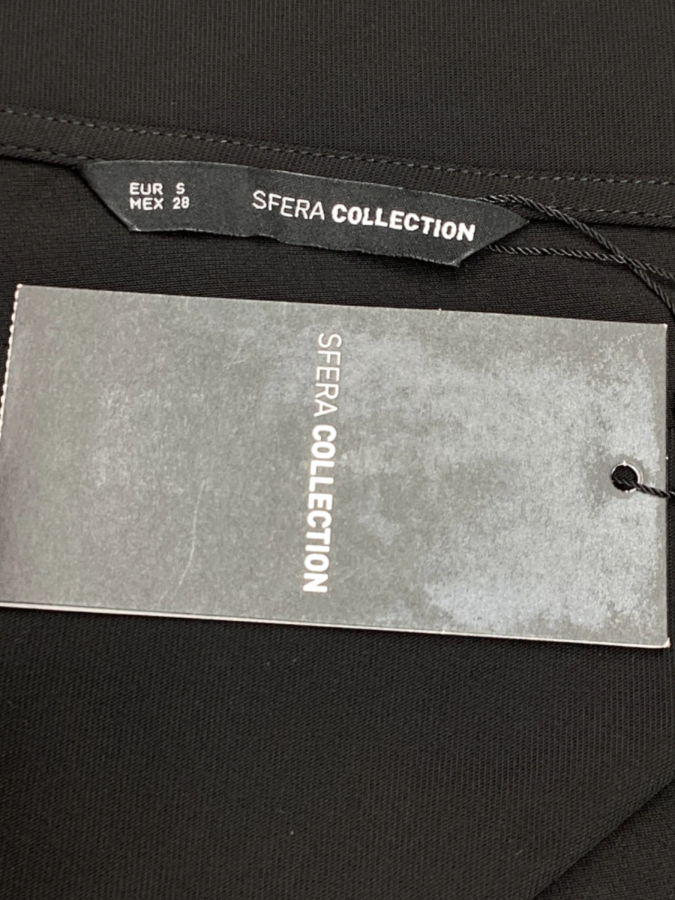 EUR S
MEX 28
SFERA COLLECTION
SFERA COLLECTION